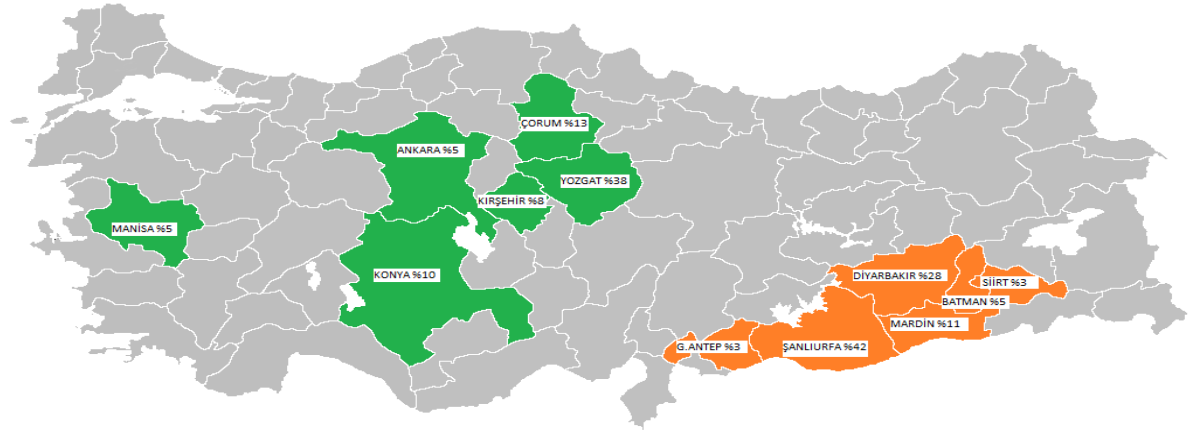 ÇORUM %13
ANKARA %5
YOZGAT %38
KIRŞEHİR %8
MANİSA %5
KONYA %10
DİYARBAKIR %28
SİİRT %3
BATMAN %5
MARDİN %11
G.ANTEP %3
ŞANLIURFA %42